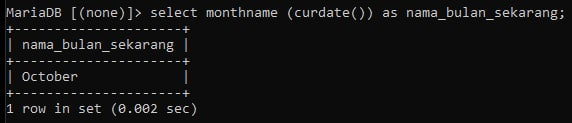 MariaDB [(none)]> select monthname (curdate()) as nama_bulan_sekarang;
+---------------------+
| nama_bulan_sekarang |
+---------------------+
| October             |
+---------------------+
1 row in set (0.002 sec)